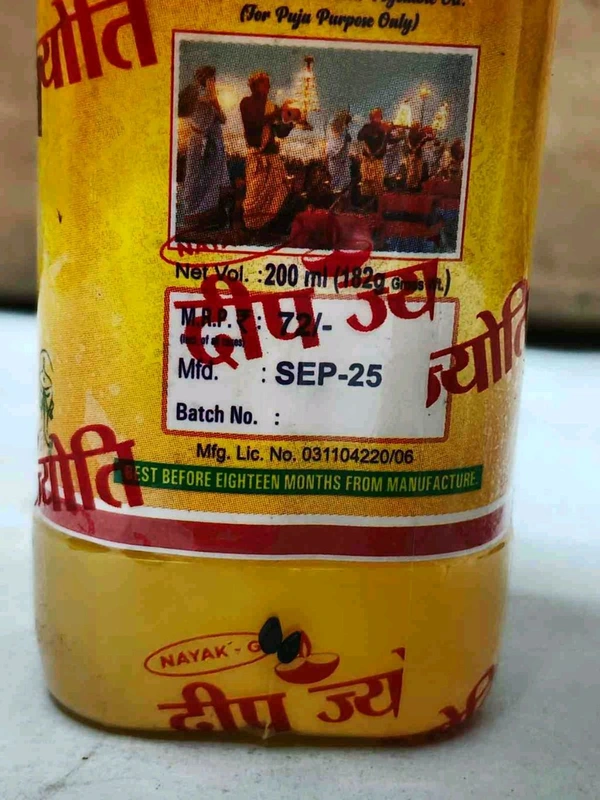 ज्योति
(For Puja Purpose Only)
Net Vol. : 200 ml (182g Gross Wt.)
दीप ज्य
M.R.P. ₹ : 72/-
ज्योति
Mfd. : SEP-25
Batch No. :
Mfg. Lic. No. 031104220/06
ज्योति
BEST BEFORE EIGHTEEN MONTHS FROM MANUFACTURE.
NAYAK - G
दीप ज्य